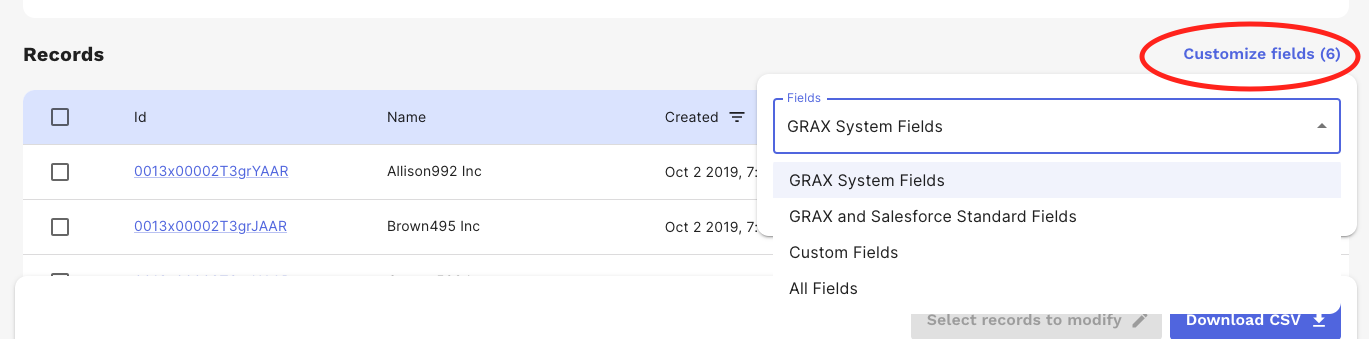 Records
Customize fields (6)
Id
Name
Created
Fields
GRAX System Fields
0013x00002T3grYAAR
Allison992 Inc
Oct 2 2019, 7:
GRAX System Fields
GRAX and Salesforce Standard Fields
0013x00002T3grJAAR
Brown495 Inc
Oct 2 2019, 7:
Custom Fields
All Fields
Select records to modify
Download CSV